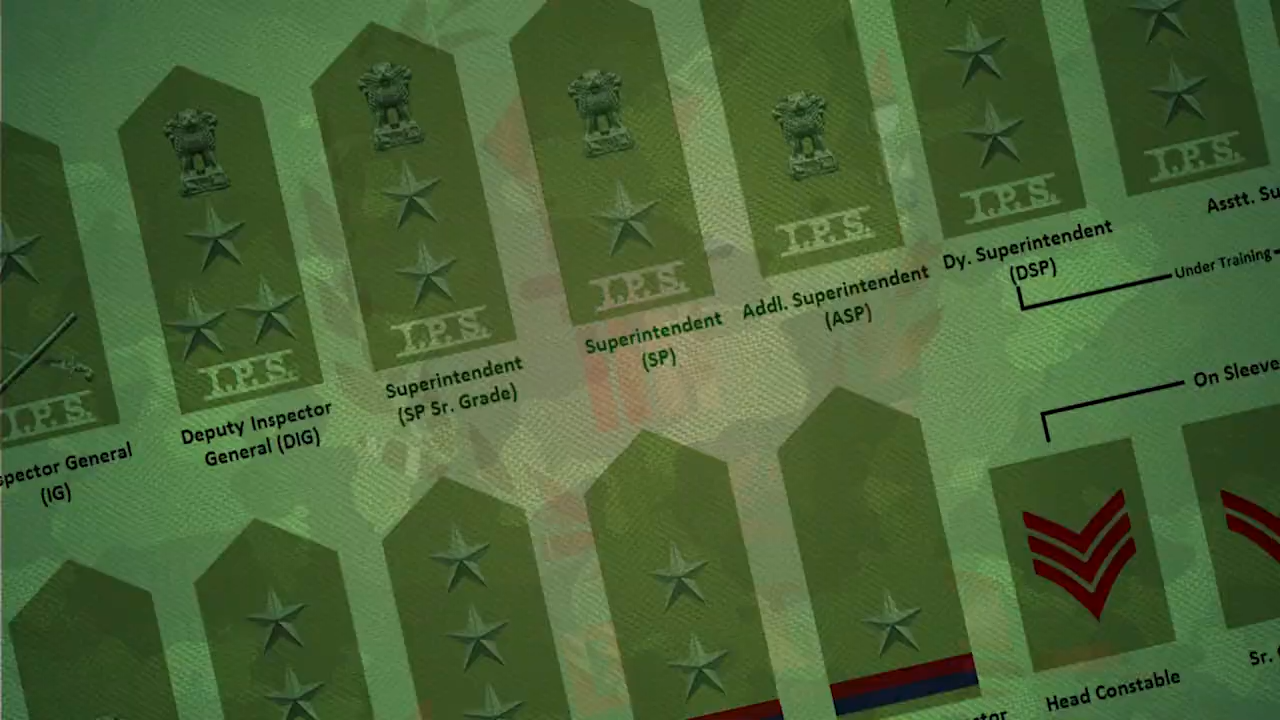 I.P.S.
spector General
(IG)
I.P.S.
Deputy Inspector
General (DIG)
I.P.S.
Superintendent
(SP Sr. Grade)
I.P.S.
Superintendent
(SP)
I.P.S.
Addl. Superintendent
(ASP)
I.P.S.
Dy. Superintendent
(DSP)
I.P.S.
Asstt. Su
Under Training
On Sleeve
tor
Head Constable
Sr.